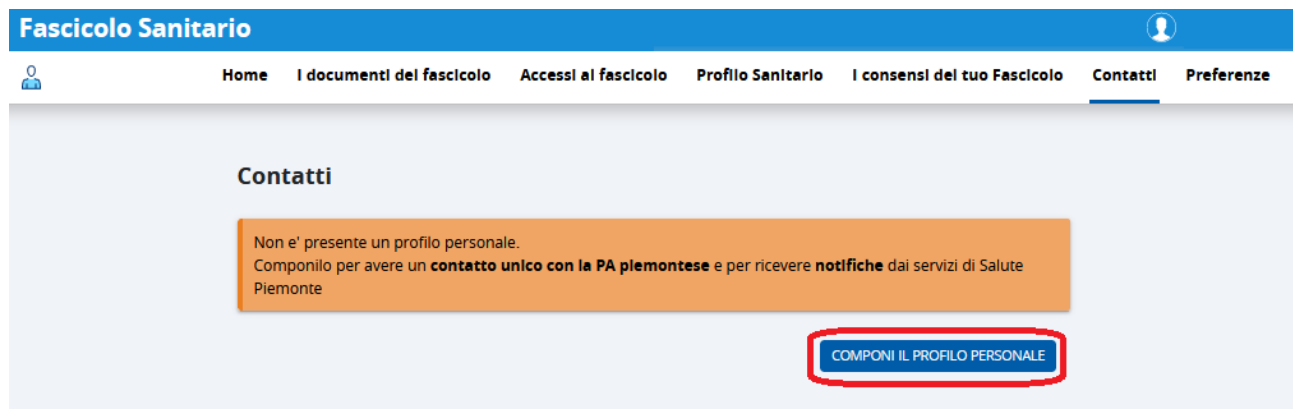 Fascicolo Sanitario
Home I documenti del fascicolo Accessi al fascicolo Profilo Sanitario I consensi del tuo Fascicolo Contatti Preferenze
Contatti
Non e' presente un profilo personale.
Componilo per avere un contatto unico con la PA piemontese e per ricevere notifiche dai servizi di Salute
Piemonte
COMPONI IL PROFILO PERSONALE